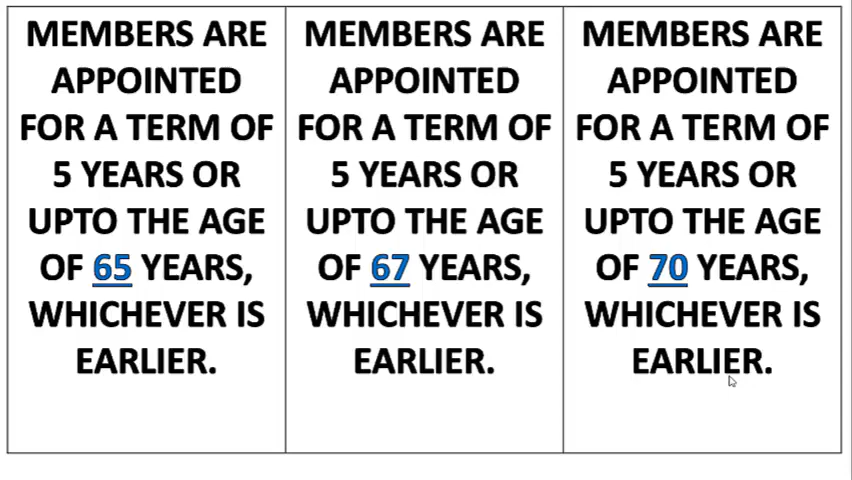 MEMBERS ARE
APPOINTED
FOR A TERM OF
5 YEARS OR
UPTO THE AGE
OF 65 YEARS,
WHICHEVER IS
EARLIER.
MEMBERS ARE
APPOINTED
FOR A TERM OF
5 YEARS OR
UPTO THE AGE
OF 67 YEARS,
WHICHEVER IS
EARLIER.
MEMBERS ARE
APPOINTED
FOR A TERM OF
5 YEARS OR
UPTO THE AGE
OF 70 YEARS,
WHICHEVER IS
EARLIER.